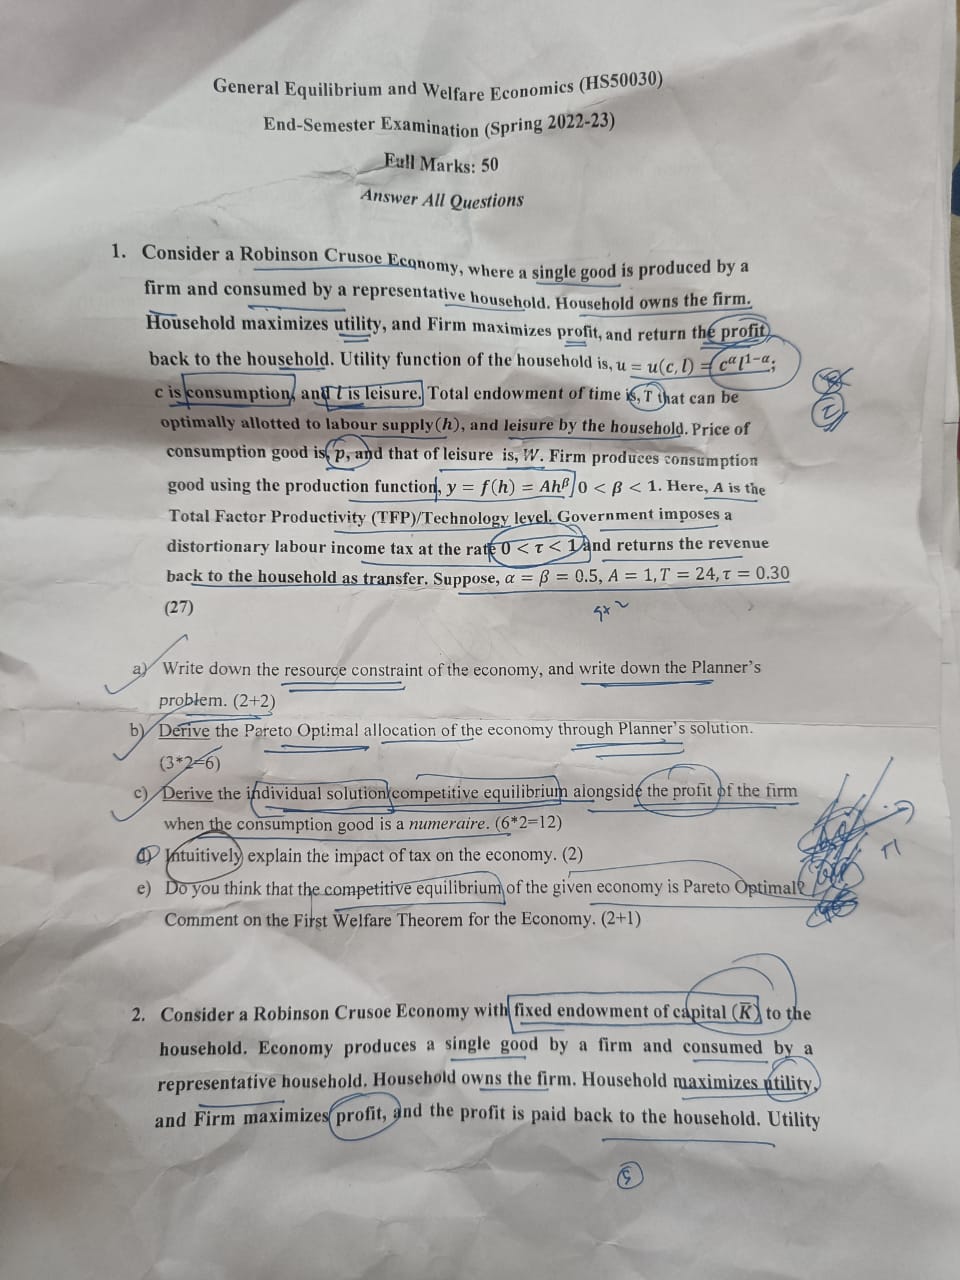 General Equilibrium and Welfare Economics (HS50030)
End-Semester Examination (Spring 2022-23)
Full Marks: 50
Answer All Questions
1. Consider a Robinson Crusoe Economy, where a single good is produced by a
firm and consumed by a representative household. Household owns the firm.
Household maximizes utility, and Firm maximizes profit, and return the profit
back to the household. Utility function of the household is, u = u(c, l) = c^α l^{1-α};
c is consumption, and l is leisure. Total endowment of time is, T that can be
optimally allotted to labour supply(h), and leisure by the household. Price of
consumption good is, p, and that of leisure is, W. Firm produces consumption
good using the production function, y = f(h) = Ah^β, 0 < β < 1. Here, A is the
Total Factor Productivity (TFP)/Technology level. Government imposes a
distortionary labour income tax at the rate 0 < τ < 1 and returns the revenue
back to the household as transfer. Suppose, α = β = 0.5, A = 1, T = 24, τ = 0.30
(27)
a) Write down the resource constraint of the economy, and write down the Planner's
problem. (2+2)
b) Derive the Pareto Optimal allocation of the economy through Planner's solution.
(3*2=6)
c) Derive the individual solution/competitive equilibrium alongside the profit of the firm
when the consumption good is a numeraire. (6*2=12)
d) Intuitively explain the impact of tax on the economy. (2)
e) Do you think that the competitive equilibrium of the given economy is Pareto Optimal?
Comment on the First Welfare Theorem for the Economy. (2+1)
2. Consider a Robinson Crusoe Economy with fixed endowment of capital (K̅) to the
household. Economy produces a single good by a firm and consumed by a
representative household. Household owns the firm. Household maximizes utility,
and Firm maximizes profit, and the profit is paid back to the household. Utility